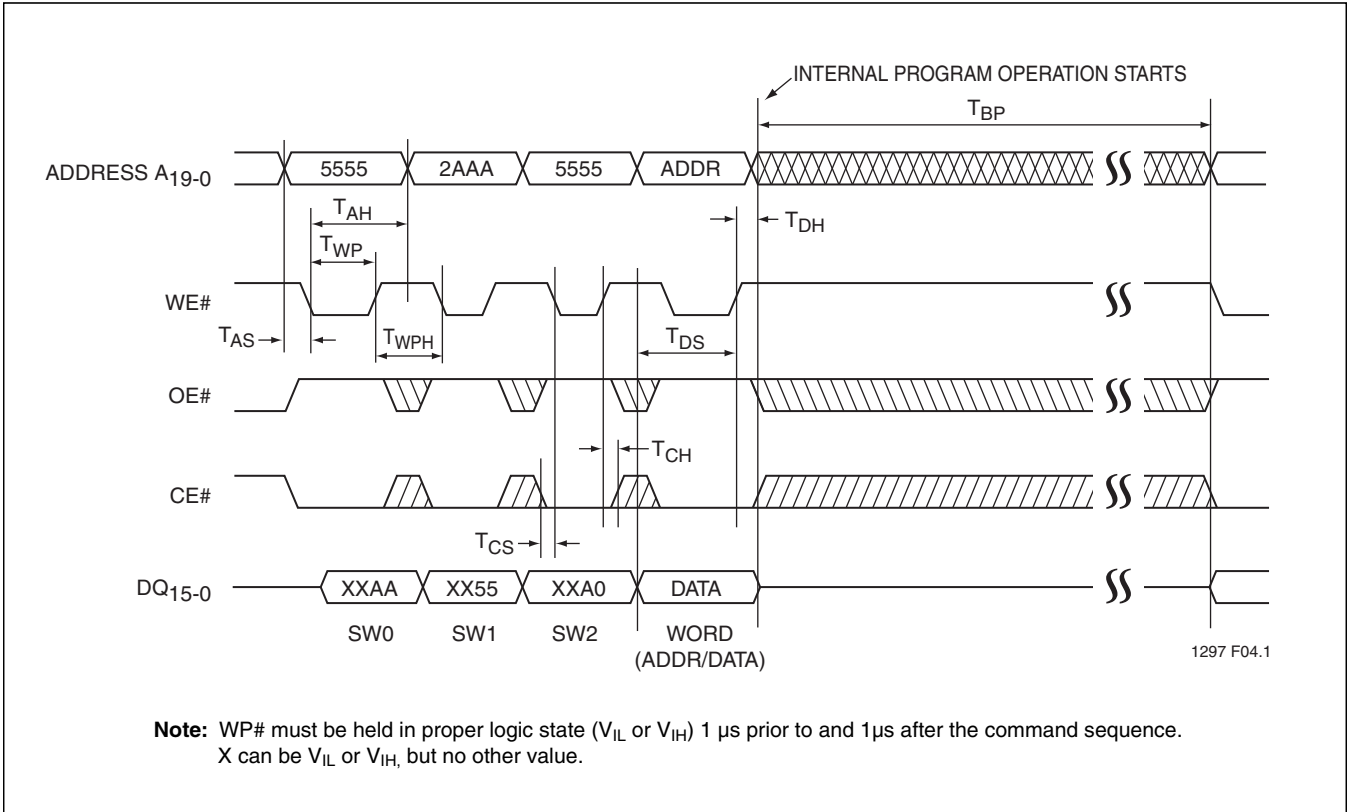 INTERNAL PROGRAM OPERATION STARTS
TBP
ADDRESS A19-0
5555 2AAA 5555 ADDR
TAH
TDH
TWP
WE#
TAS
TWPH
TDS
OE#
TCH
CE#
TCS
DQ15-0
XXAA XX55 XXA0 DATA
SW0 SW1 SW2 WORD
(ADDR/DATA)
1297 F04.1
Note: WP# must be held in proper logic state (VIL or VIH) 1 µs prior to and 1µs after the command sequence.
X can be VIL or VIH, but no other value.